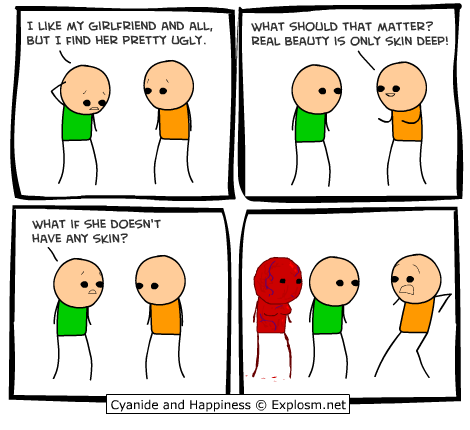 I LIKE MY GIRLFRIEND AND ALL,
BUT I FIND HER PRETTY UGLY.
WHAT SHOULD THAT MATTER?
REAL BEAUTY IS ONLY SKIN DEEP!
WHAT IF SHE DOESN'T
HAVE ANY SKIN?
Cyanide and Happiness © Explosm.net